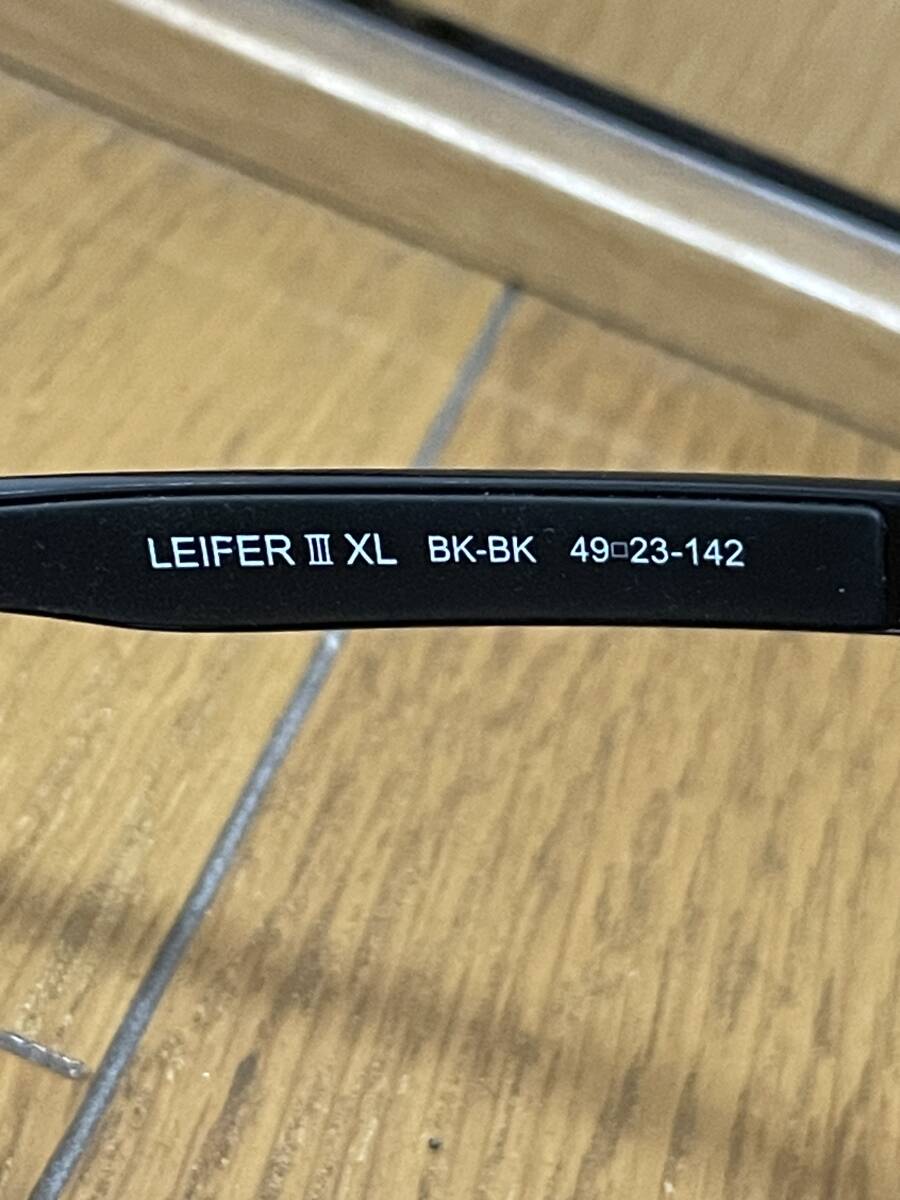 LEIFER Ⅲ XL BK-BK 49□23-142